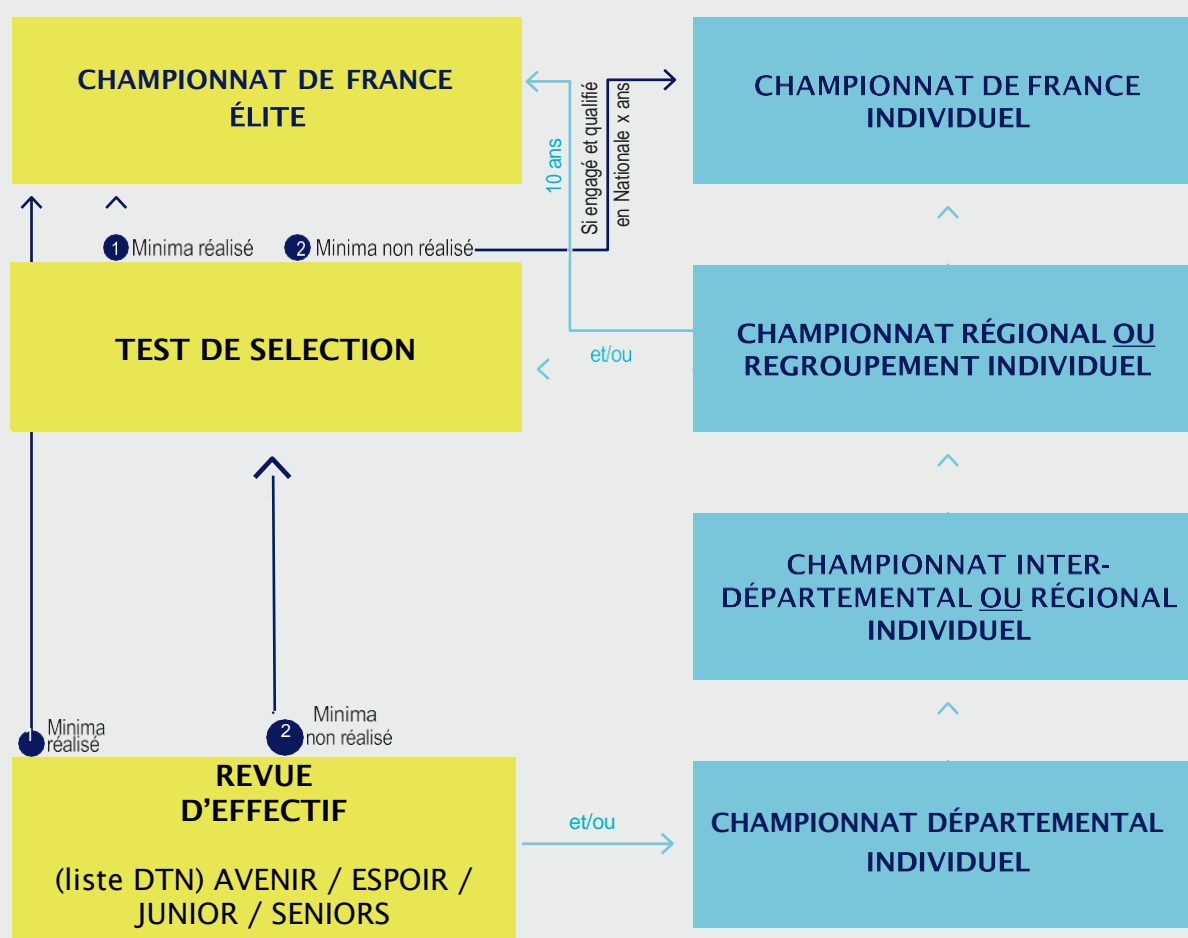 CHAMPIONNAT DE FRANCE
ÉLITE
10 ans
Si engagé et qualifié
en Nationale x ans
CHAMPIONNAT DE FRANCE
INDIVIDUEL
1 Minima réalisé
2 Minima non réalisé
TEST DE SELECTION
et/ou
CHAMPIONNAT RÉGIONAL OU
REGROUPEMENT INDIVIDUEL
CHAMPIONNAT INTER-
DÉPARTEMENTAL OU RÉGIONAL
INDIVIDUEL
1 Minima
réalisé
2 Minima
non réalisé
REVUE
D’EFFECTIF
(liste DTN) AVENIR / ESPOIR /
JUNIOR / SENIORS
et/ou
CHAMPIONNAT DÉPARTEMENTAL
INDIVIDUEL